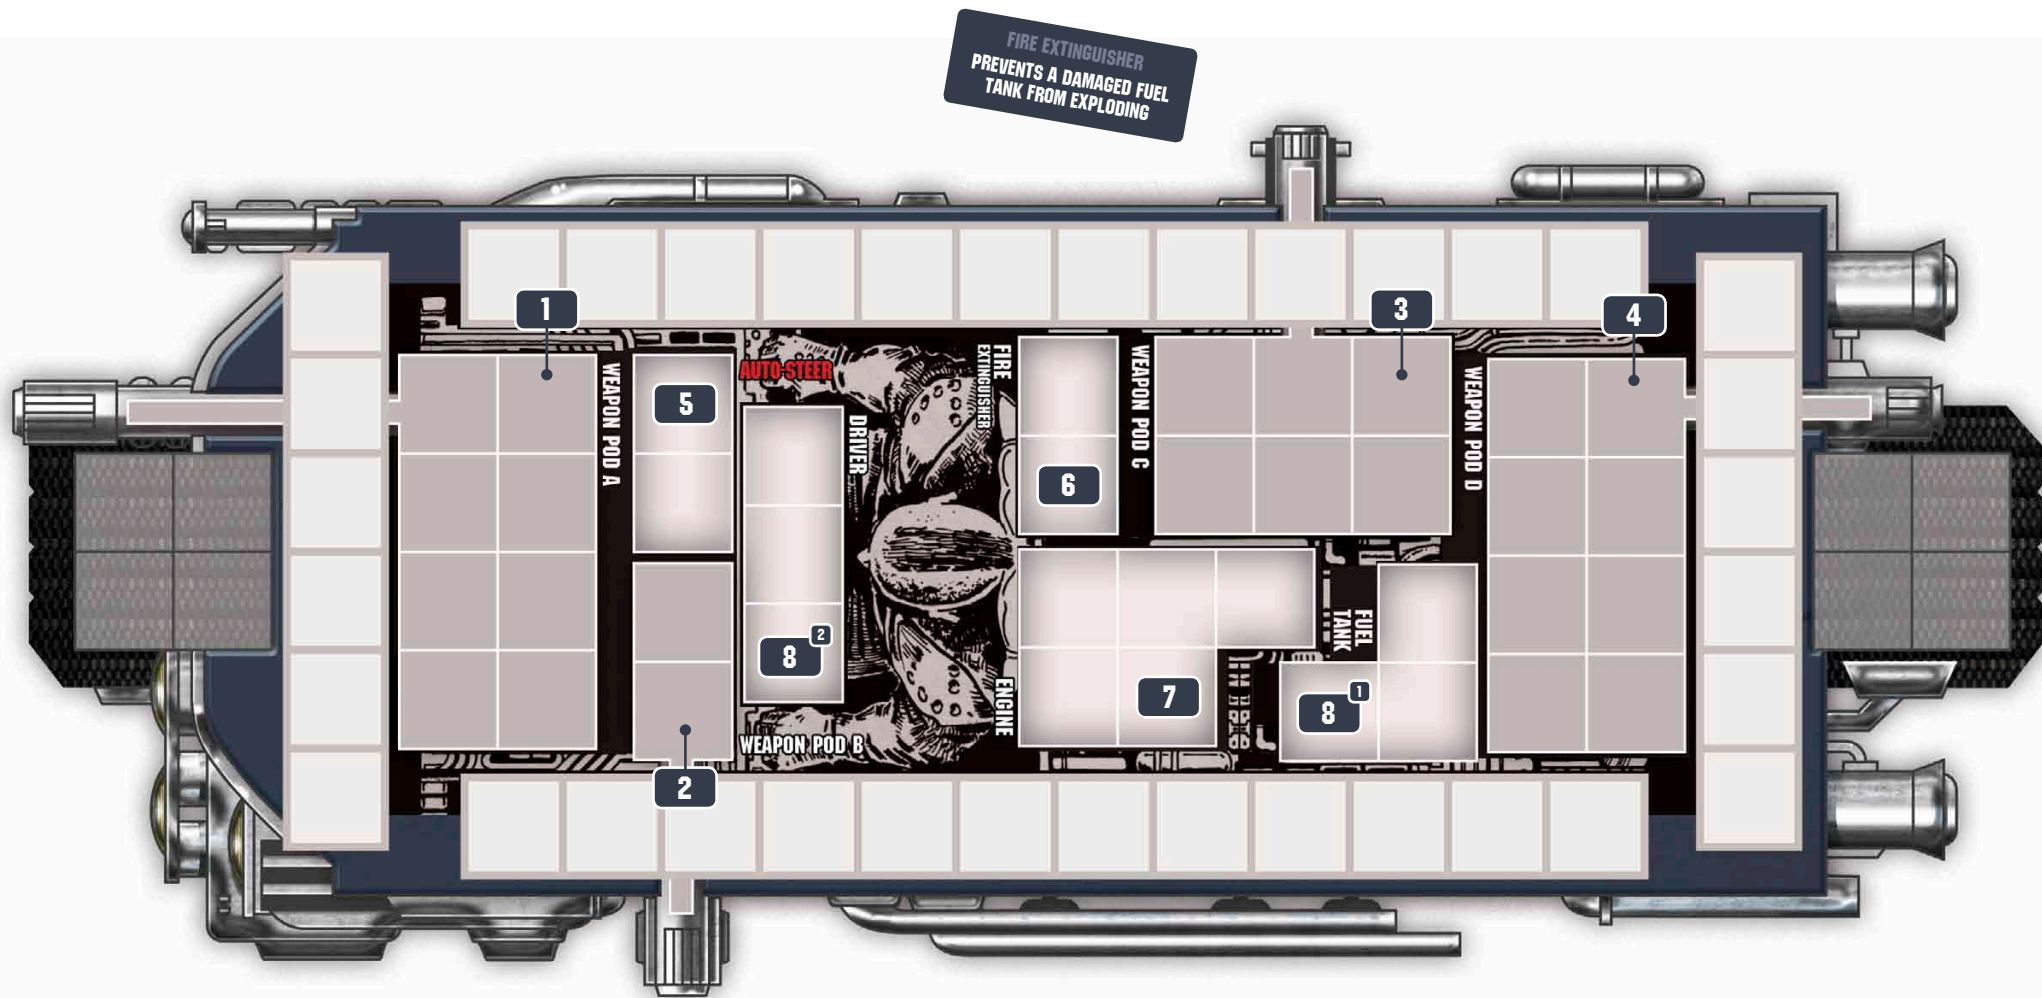 FIRE EXTINGUISHER
PREVENTS A DAMAGED FUEL
TANK FROM EXPLODING
1
3
4
WEAPON POD A
5
AUTO-STEER
DRIVER
FIRE
EXTINGUISHER
6
WEAPON POD C
WEAPON POD D
8
2
ENGINE
7
FUEL
TANK
8
1
WEAPON POD B
2